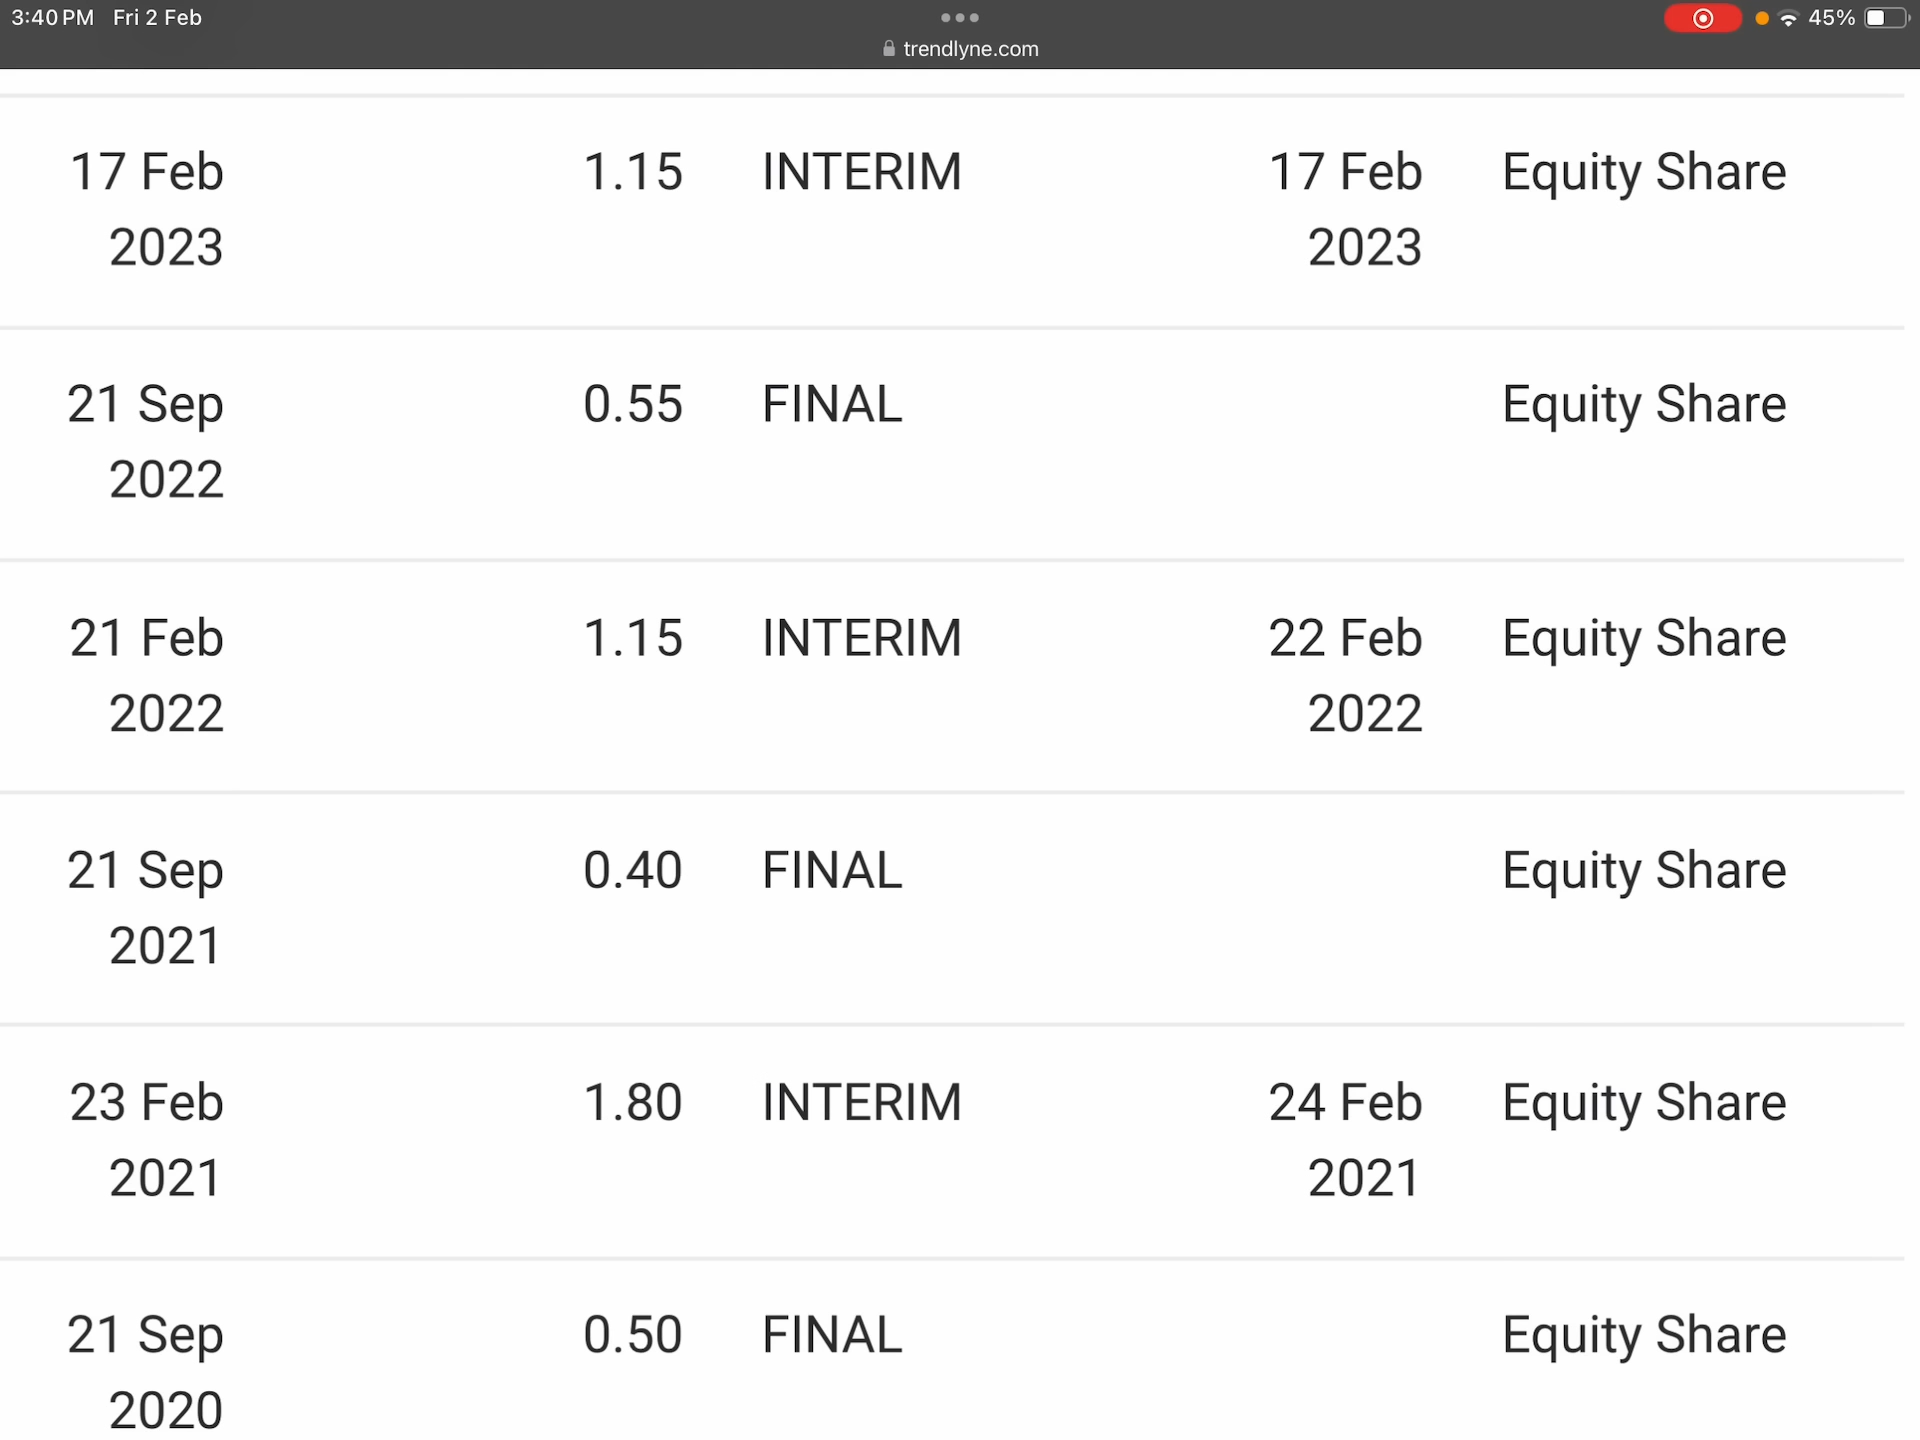 3:40 PM Fri 2 Feb
45%
trendlyne.com
17 Feb 1.15 INTERIM 17 Feb Equity Share
2023 2023
21 Sep 0.55 FINAL Equity Share
2022
21 Feb 1.15 INTERIM 22 Feb Equity Share
2022 2022
21 Sep 0.40 FINAL Equity Share
2021
23 Feb 1.80 INTERIM 24 Feb Equity Share
2021 2021
21 Sep 0.50 FINAL Equity Share
2020